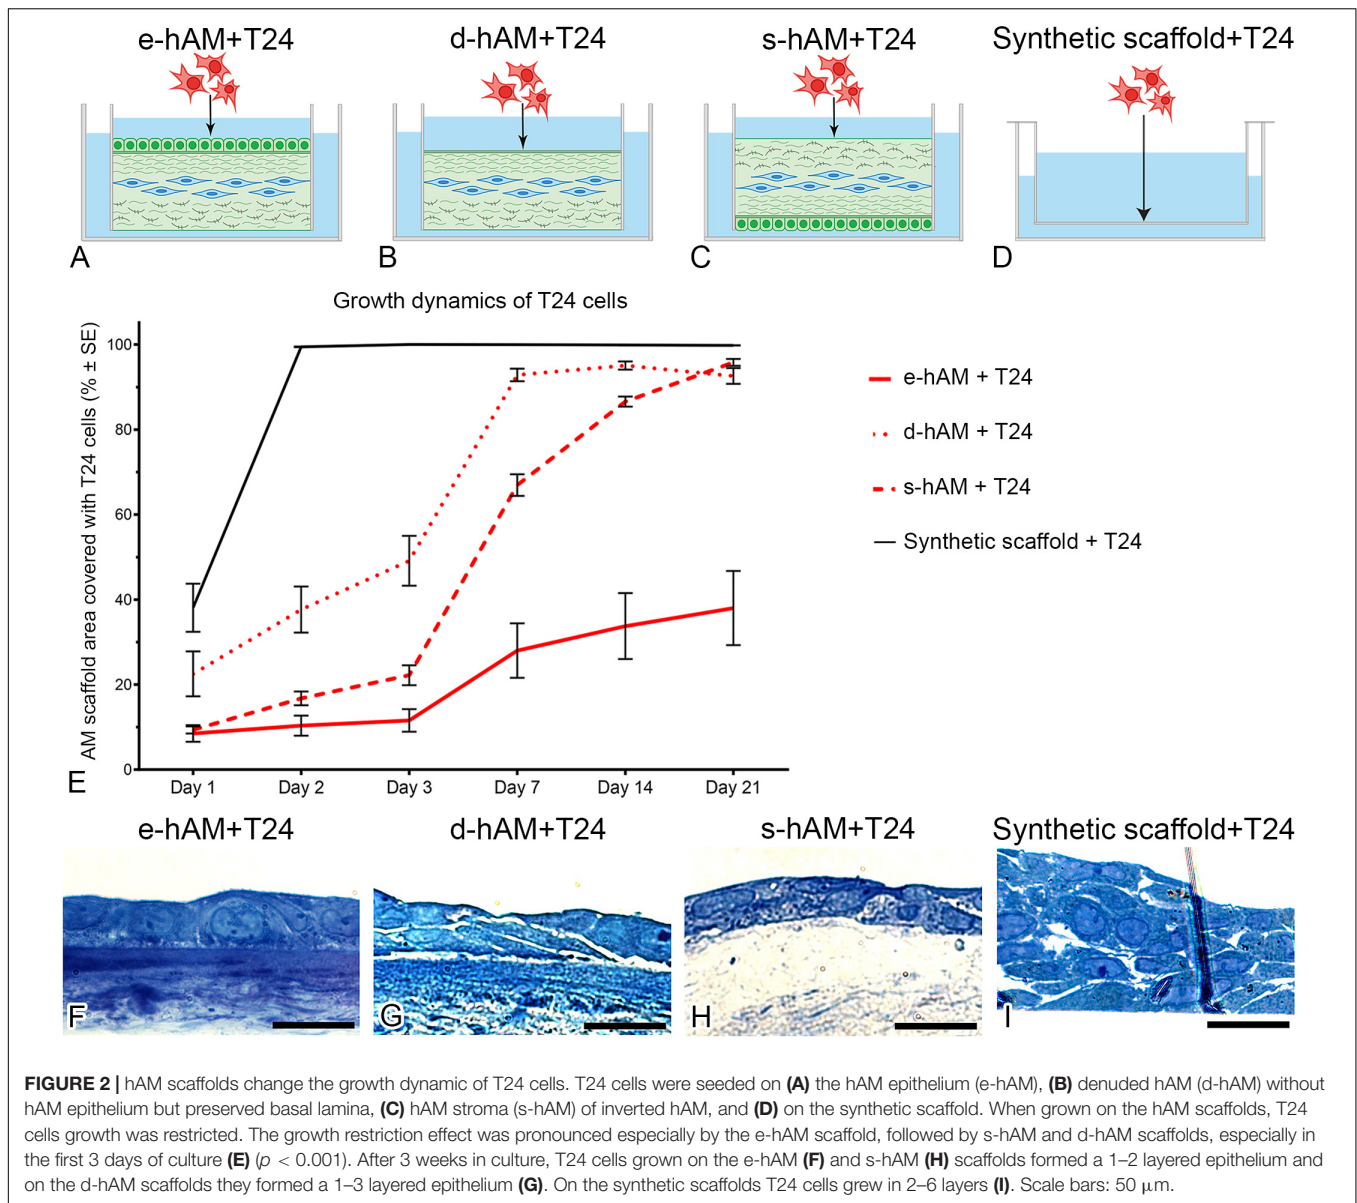 e-hAM+T24
d-hAM+T24
s-hAM+T24
Synthetic scaffold+T24
A
B
C
D
Growth dynamics of T24 cells
AM scaffold area covered with T24 cells (% ± SE)
100
80
60
40
20
0
Day 1
Day 2
Day 3
Day 7
Day 14
Day 21
e-hAM + T24
d-hAM + T24
s-hAM + T24
Synthetic scaffold + T24
E
e-hAM+T24
d-hAM+T24
s-hAM+T24
Synthetic scaffold+T24
F
G
H
I
FIGURE 2 | hAM scaffolds change the growth dynamic of T24 cells. T24 cells were seeded on (A) the hAM epithelium (e-hAM), (B) denuded hAM (d-hAM) without
hAM epithelium but preserved basal lamina, (C) hAM stroma (s-hAM) of inverted hAM, and (D) on the synthetic scaffold. When grown on the hAM scaffolds, T24
cells growth was restricted. The growth restriction effect was pronounced especially by the e-hAM scaffold, followed by s-hAM and d-hAM scaffolds, especially in
the first 3 days of culture (E) (p < 0.001). After 3 weeks in culture, T24 cells grown on the e-hAM (F) and s-hAM (H) scaffolds formed a 1–2 layered epithelium and
on the d-hAM scaffolds they formed a 1–3 layered epithelium (G). On the synthetic scaffolds T24 cells grew in 2–6 layers (I). Scale bars: 50 μm.